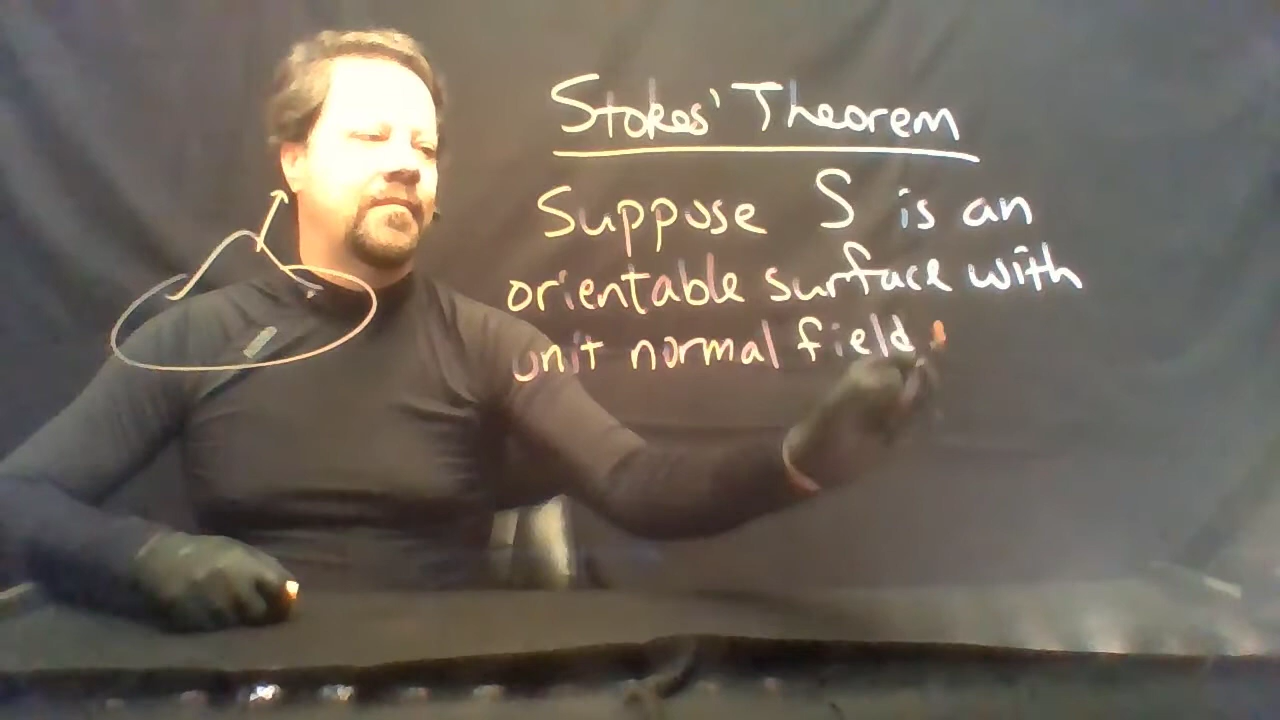 Stokes' Theorem
Suppose S is an
orientable surface with
unit normal field